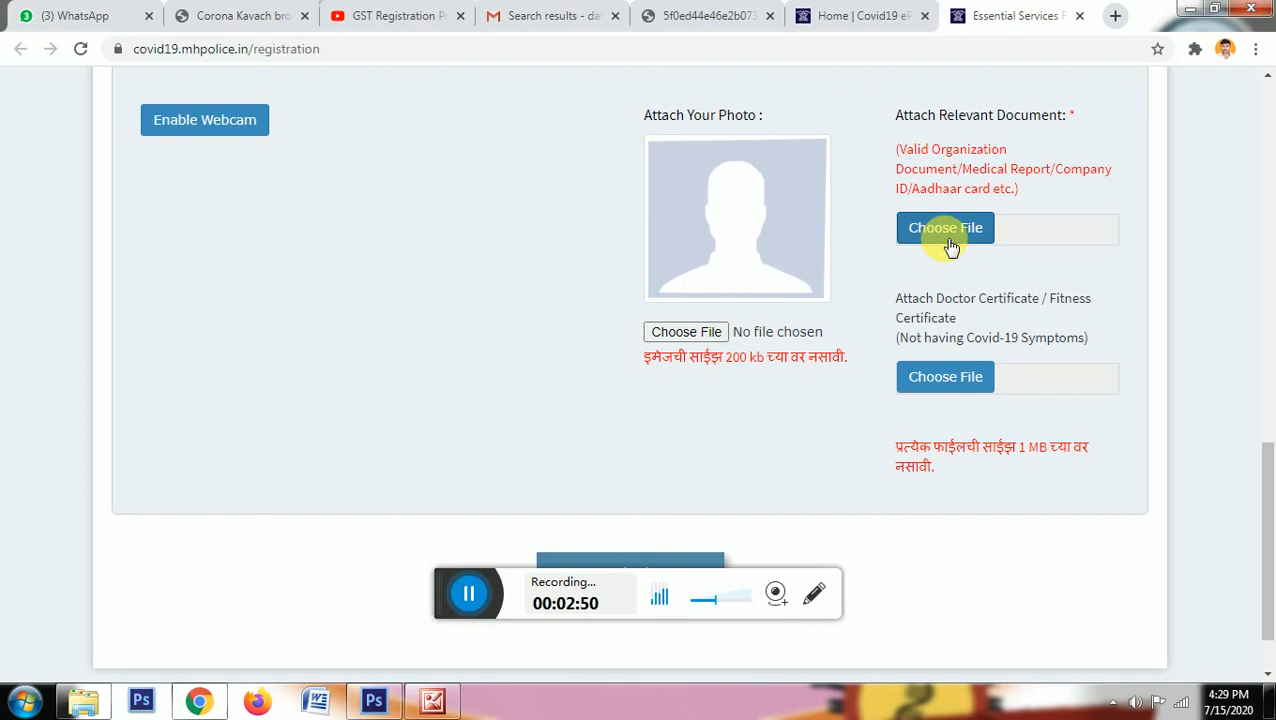 (3) WhatsApp
Corona Kavach bro
GST Registration P
Search results - da
5f0ed44e46e2b073
Home | Covid19 eP
Essential Services R
covid19.mhpolice.in/registration
Enable Webcam
Attach Your Photo :
Choose File No file chosen
इमेजची साईझ 200 kb च्या वर नसावी.
Attach Relevant Document: *
(Valid Organization
Document/Medical Report/Company
ID/Aadhaar card etc.)
Choose File
Attach Doctor Certificate / Fitness
Certificate
(Not having Covid-19 Symptoms)
Choose File
प्रत्येक फाईलची साईझ 1 MB च्या वर
नसावी.
Recording...
00:02:50
4:29 PM
7/15/2020